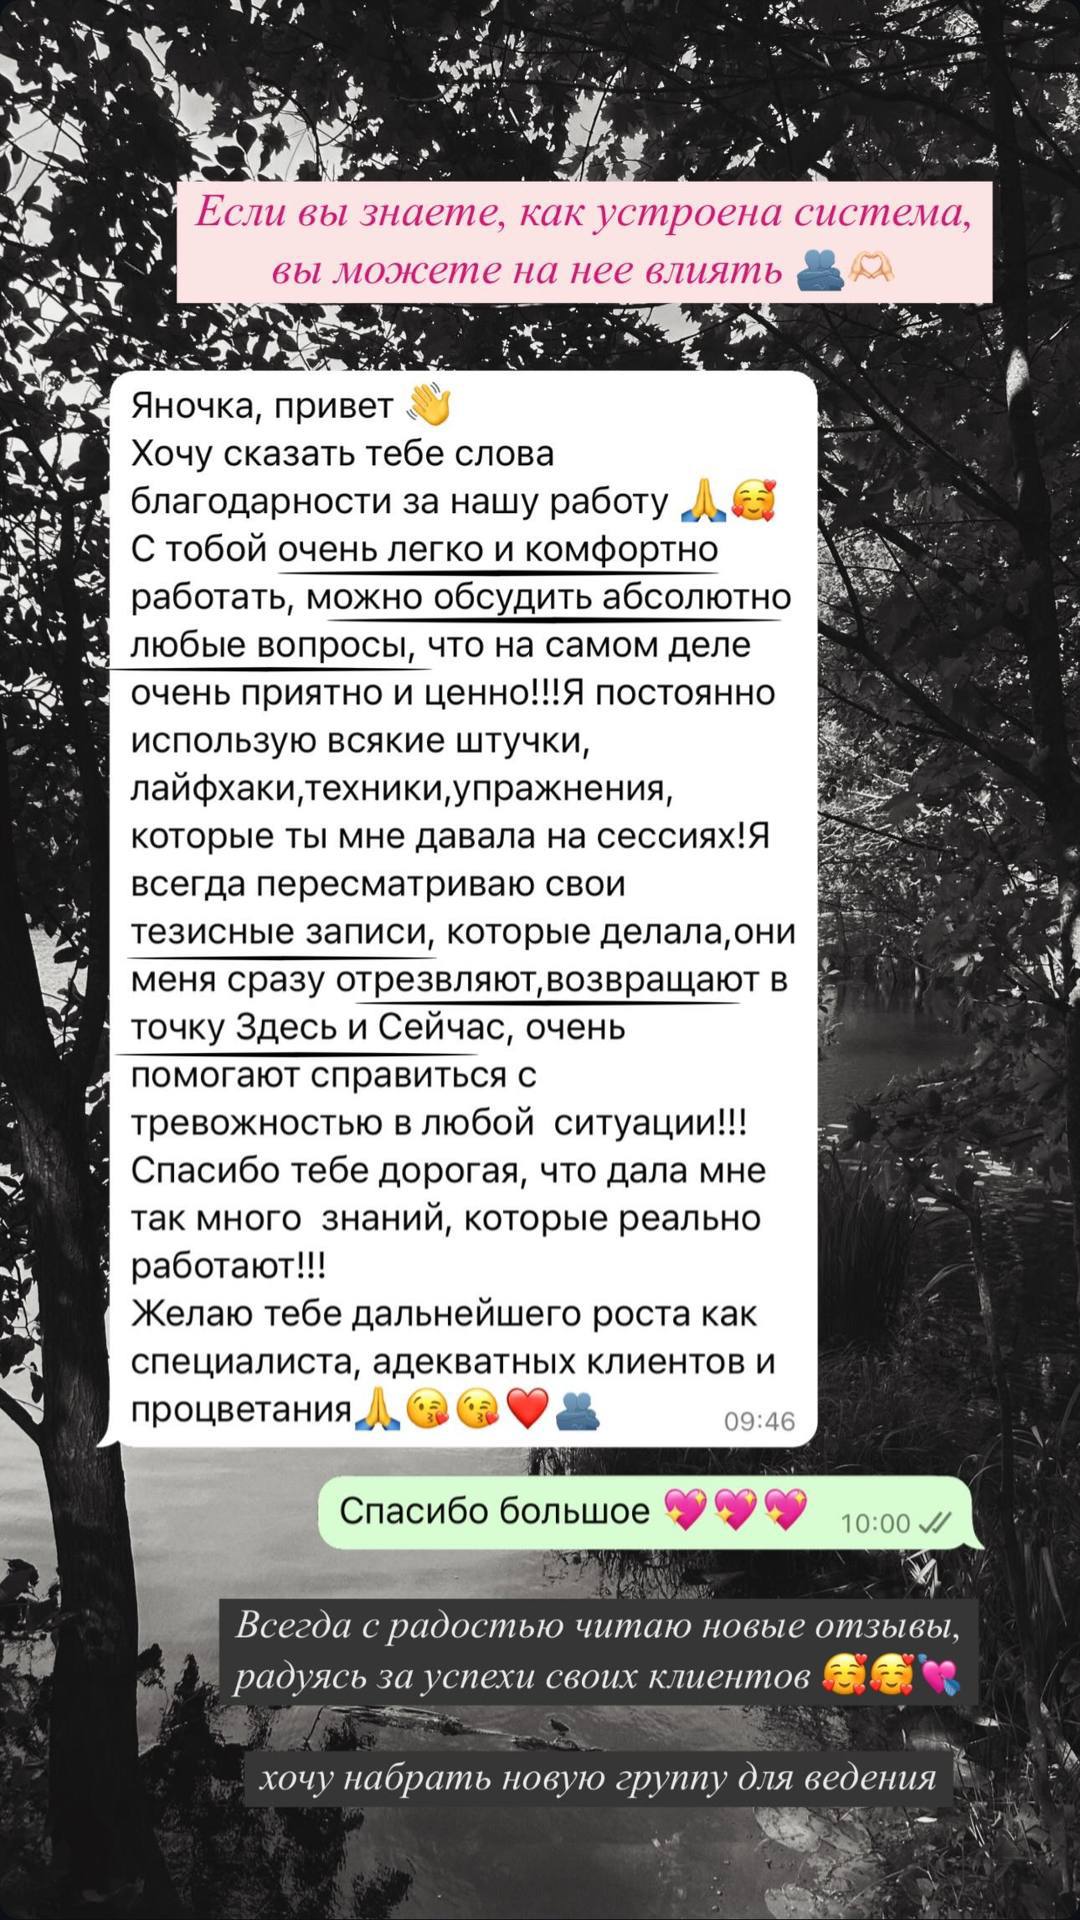 Если вы знаете, как устроена система,
вы можете на нее влиять 🫂🫶🏻
Яночка, привет 👋
Хочу сказать тебе слова
благодарности за нашу работу 🙏🥰
С тобой очень легко и комфортно
работать, можно обсудить абсолютно
любые вопросы, что на самом деле
очень приятно и ценно!!!Я постоянно
использую всякие штучки,
лайфхаки,техники,упражнения,
которые ты мне давала на сессиях!Я
всегда пересматриваю свои
тезисные записи, которые делала,они
меня сразу отрезвляют,возвращают в
точку Здесь и Сейчас, очень
помогают справиться с
тревожностью в любой  ситуации!!!
Спасибо тебе дорогая, что дала мне
так много  знаний, которые реально
работают!!!
Желаю тебе дальнейшего роста как
специалиста, адекватных клиентов и
процветания🙏😘😘❤️🫂 09:46
Спасибо большое 💖💖💖 10:00
Всегда с радостью читаю новые отзывы,
радуясь за успехи своих клиентов 🥰🥰💘
хочу набрать новую группу для ведения